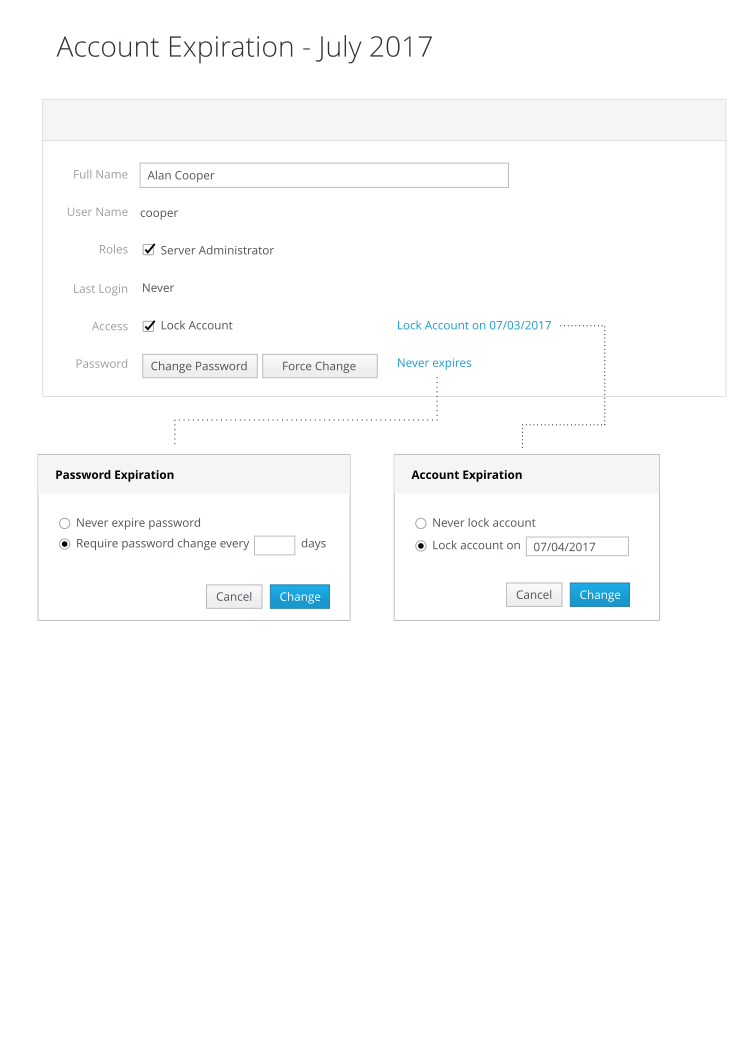 Account Expiration - July 2017
Full Name Alan Cooper
User Name cooper
Roles Server Administrator
Last Login Never
Access Lock Account Lock Account on 07/03/2017
Password Change Password Force Change Never expires
Password Expiration
Never expire password
Require password change every days
Cancel Change
Account Expiration
Never lock account
Lock account on 07/04/2017
Cancel Change